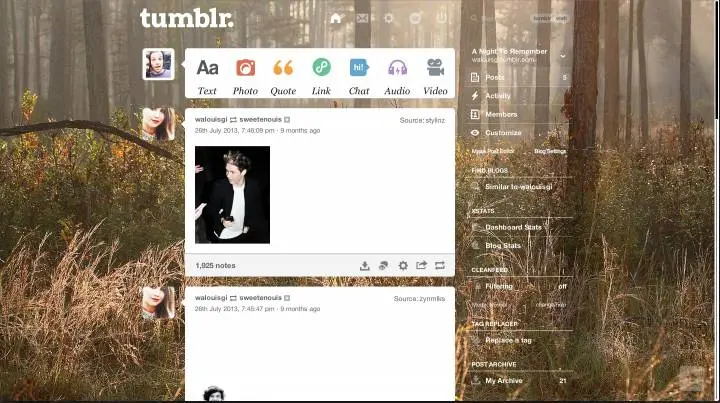 tumblr.
Aa
hi!
Text Photo Quote Link Chat Audio Video
walouisgi sweetenouis
26th July 2013, 7:46:09 pm · 9 months ago
Source: stylinz
1,925 notes
walouisgi sweetenouis
26th July 2013, 7:45:47 pm · 9 months ago
Source: zynmlks
A Night To Remember
walouisgi.tumblr.com
Posts 5
Activity
Members
Customize
Mega Post Editor Blog Settings
FIND BLOGS
Similar to walouisgi
XSTATS
Dashboard Stats
Blog Stats
CLEANFEED
Filtering off
TAG REPLACER
Replace a tag
POST ARCHIVE
My Archive 21